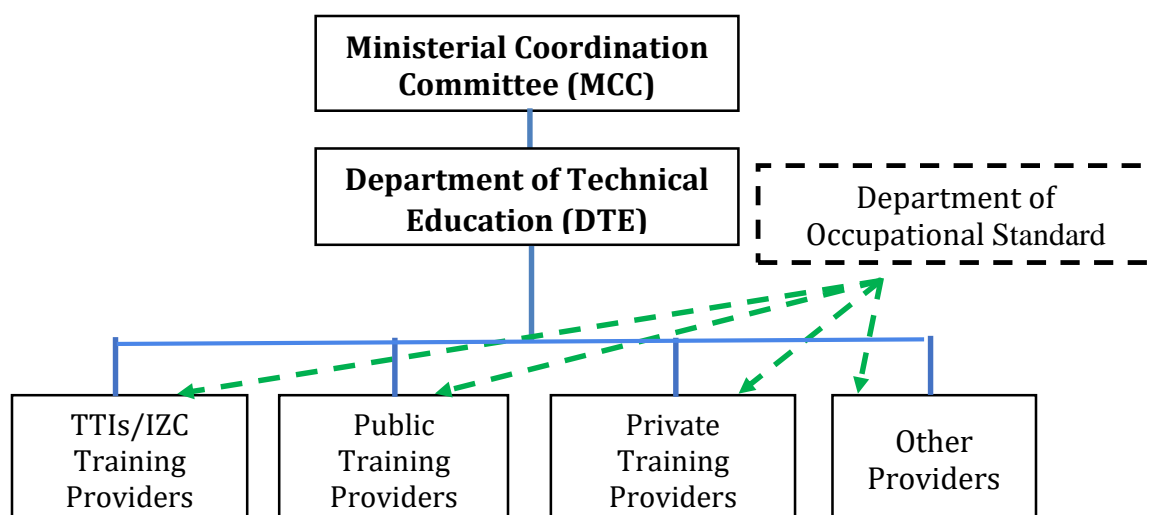 Ministerial Coordination
Committee (MCC)
Department of Technical
Education (DTE)
Department of
Occupational Standard
TTIs/IZC
Training
Providers
Public
Training
Providers
Private
Training
Providers
Other
Providers